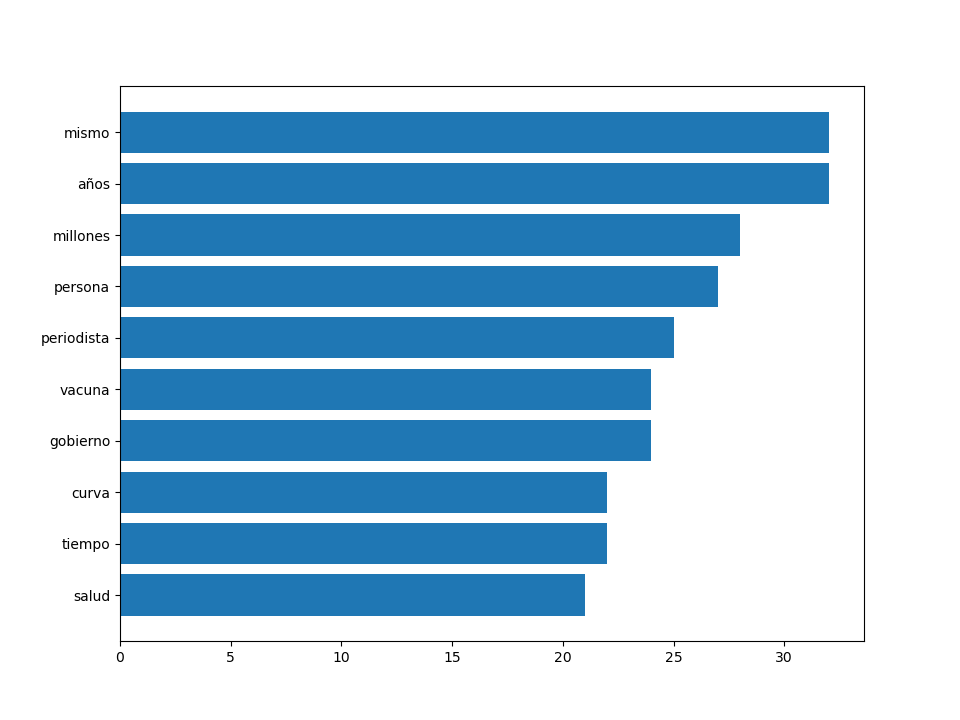 mismo
años
millones
persona
periodista
vacuna
gobierno
curva
tiempo
salud
0 5 10 15 20 25 30